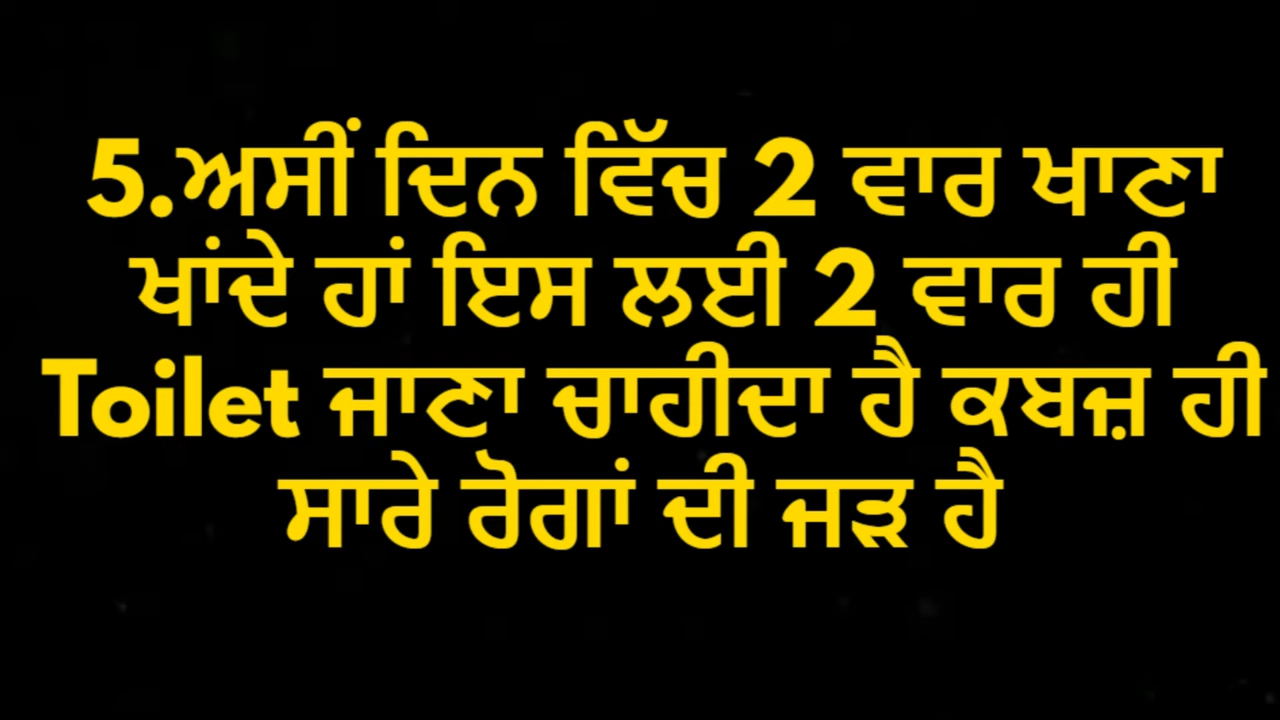 5.ਅਸੀਂ ਦਿਨ ਵਿੱਚ 2 ਵਾਰ ਖਾਣਾ
ਖਾਂਦੇ ਹਾਂ ਇਸ ਲਈ 2 ਵਾਰ ਹੀ
Toilet ਜਾਣਾ ਚਾਹੀਦਾ ਹੈ ਕਬਜ਼ ਹੀ
ਸਾਰੇ ਰੋਗਾਂ ਦੀ ਜੜ ਹੈ